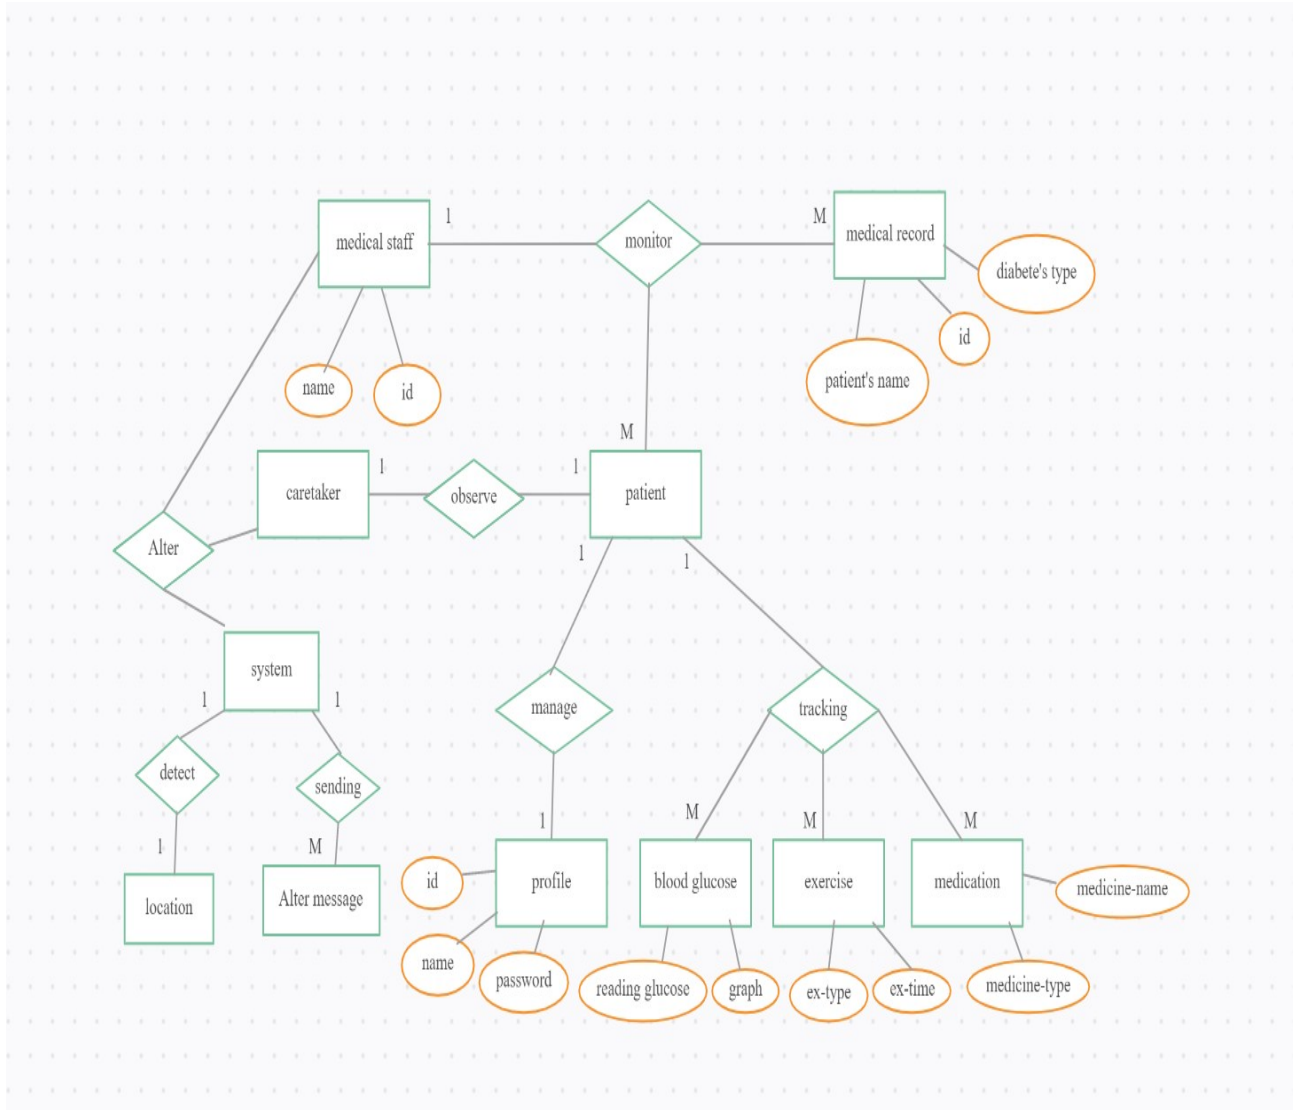 1
M
medical staff
monitor
medical record
diabete's type
id
patient's name
name
id
M
caretaker
1
observe
1
patient
Alter
1
1
system
1
1
manage
tracking
detect
sending
1
M
1
M
M
M
location
Alter message
id
profile
blood glucose
exercise
medication
medicine-name
name
password
reading glucose
graph
ex-type
ex-time
medicine-type